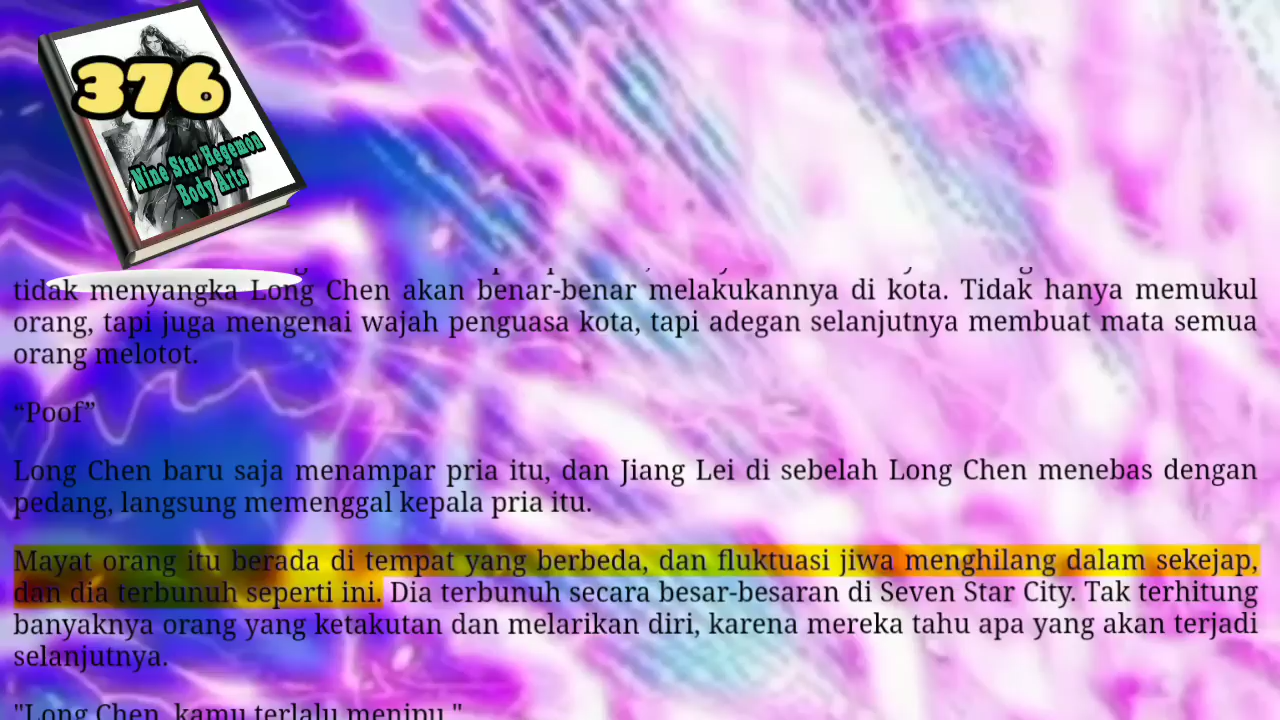 376
Nine Star Hegemon
Body Arts
tidak menyangka Long Chen akan benar-benar melakukannya di kota. Tidak hanya memukul
orang, tapi juga mengenai wajah penguasa kota, tapi adegan selanjutnya membuat mata semua
orang melotot.
“Poof”
Long Chen baru saja menampar pria itu, dan Jiang Lei di sebelah Long Chen menebas dengan
pedang, langsung memenggal kepala pria itu.
Mayat orang itu berada di tempat yang berbeda, dan fluktuasi jiwa menghilang dalam sekejap,
dan dia terbunuh seperti ini. Dia terbunuh secara besar-besaran di Seven Star City. Tak terhitung
banyaknya orang yang ketakutan dan melarikan diri, karena mereka tahu apa yang akan terjadi
selanjutnya.
"Long Chen, kamu terlalu menipu."